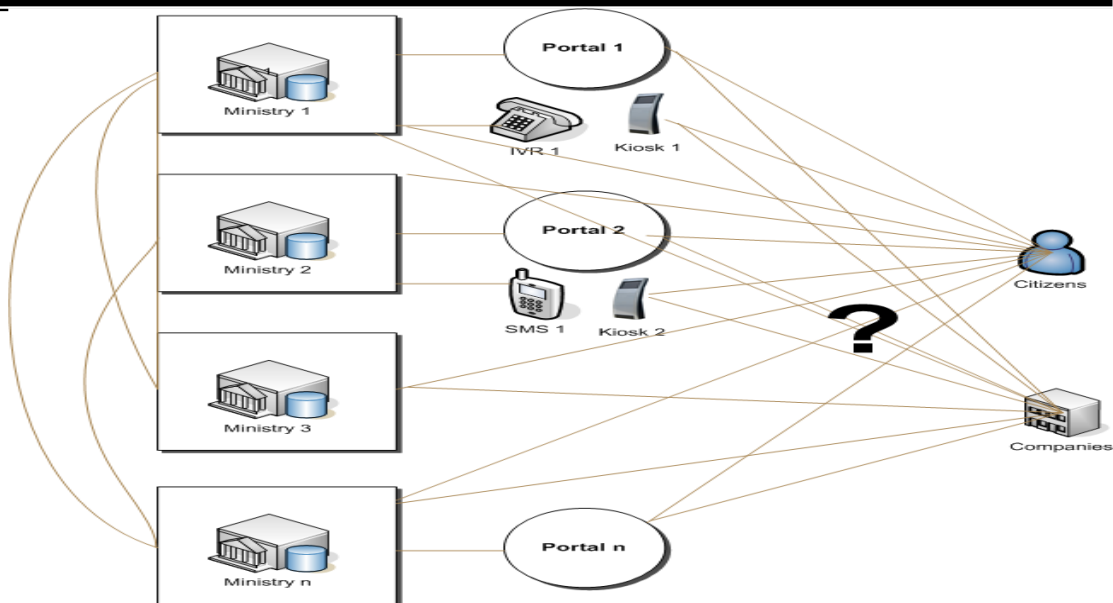 Portal 1
Ministry 1
IVR 1
Kiosk 1
Portal 2
Ministry 2
Citizens
SMS 1
Kiosk 2
?
Ministry 3
Companies
Portal n
Ministry n